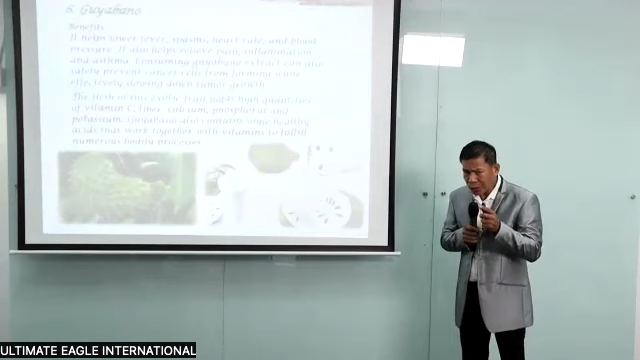 6. Guyabano
Benefits
It helps lower fever, spasms, heart rate, and blood
pressure. It also helps relieve pain, inflammation
and asthma. Consuming guyabano extract can also
safely prevent cancer cells from forming while
effectively slowing down tumor growth.
The flesh of this exotic fruit holds high quantities
of vitamin C, fiber, calcium, phosphorus and
potassium. Guyabano also contains some healthy
acids that work together with vitamins to fulfill
numerous bodily processes.
ULTIMATE EAGLE INTERNATIONAL